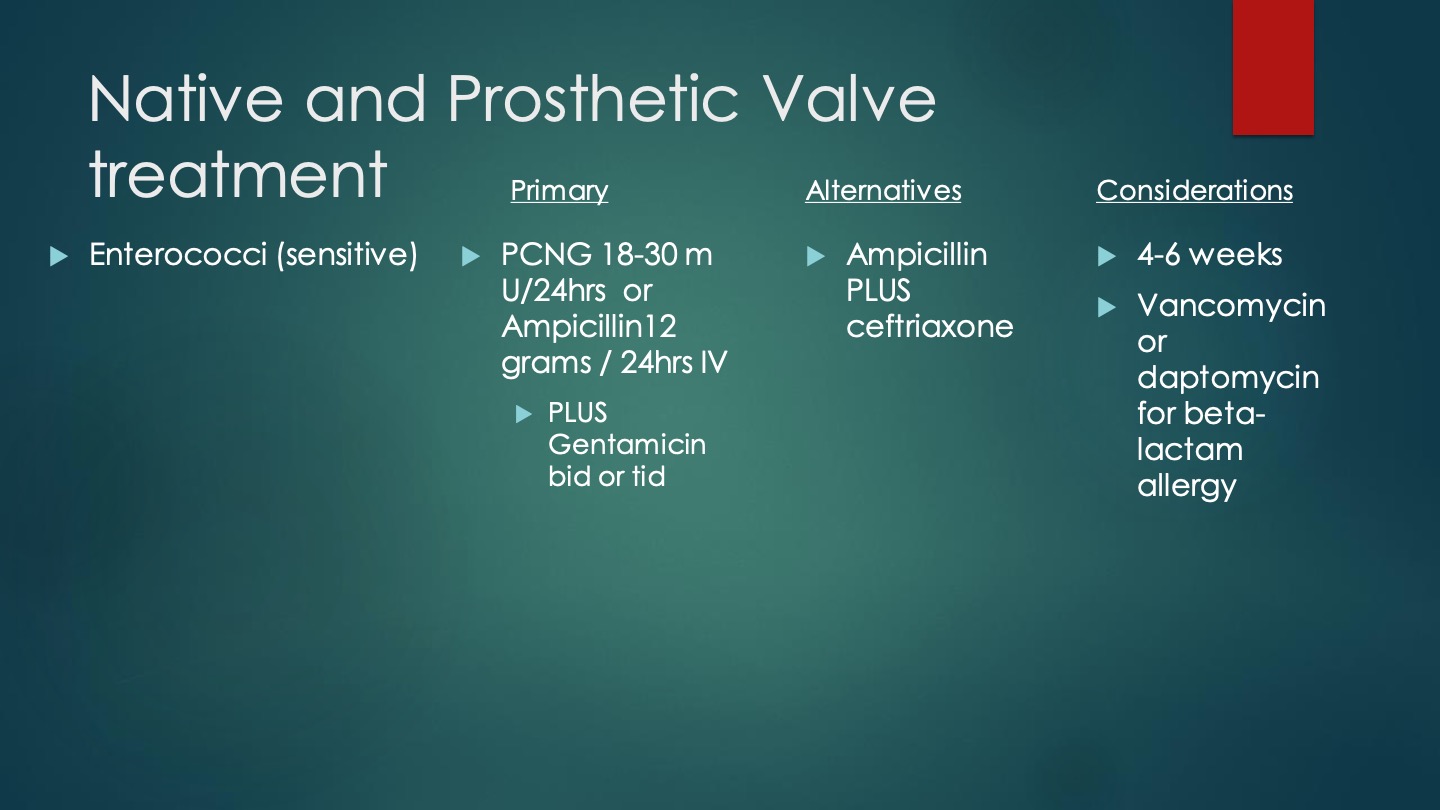 Native and Prosthetic Valve
treatment
Primary
Alternatives
Considerations
Enterococci (sensitive)
PCNG 18-30 m
U/24hrs  or
Ampicillin12
grams / 24hrs IV
PLUS
Gentamicin
bid or tid
Ampicillin
PLUS
ceftriaxone
4-6 weeks
Vancomycin
or
daptomycin
for beta-
lactam
allergy